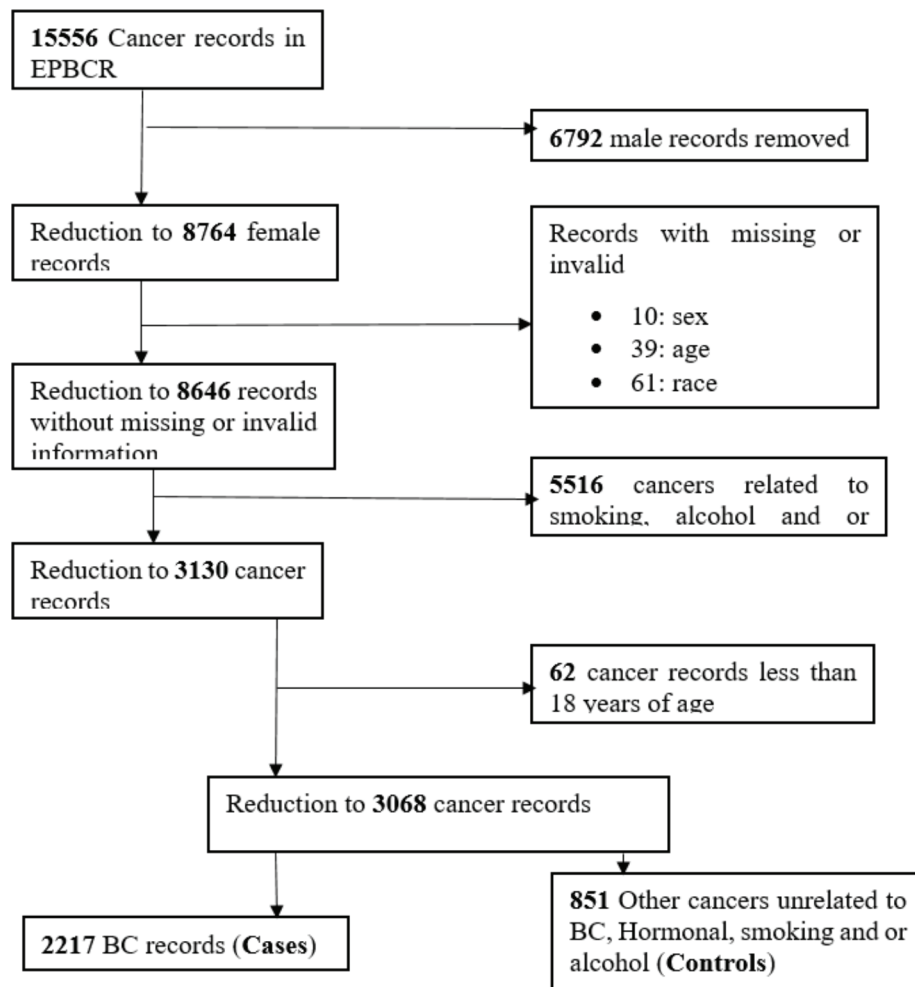 15556 Cancer records in
EPBCR
6792 male records removed
Reduction to 8764 female
records
Records with missing or
invalid
• 10: sex
• 39: age
• 61: race
Reduction to 8646 records
without missing or invalid
information
5516 cancers related to
smoking, alcohol and or
Reduction to 3130 cancer
records
62 cancer records less than
18 years of age
Reduction to 3068 cancer records
2217 BC records (Cases)
851 Other cancers unrelated to
BC, Hormonal, smoking and or
alcohol (Controls)